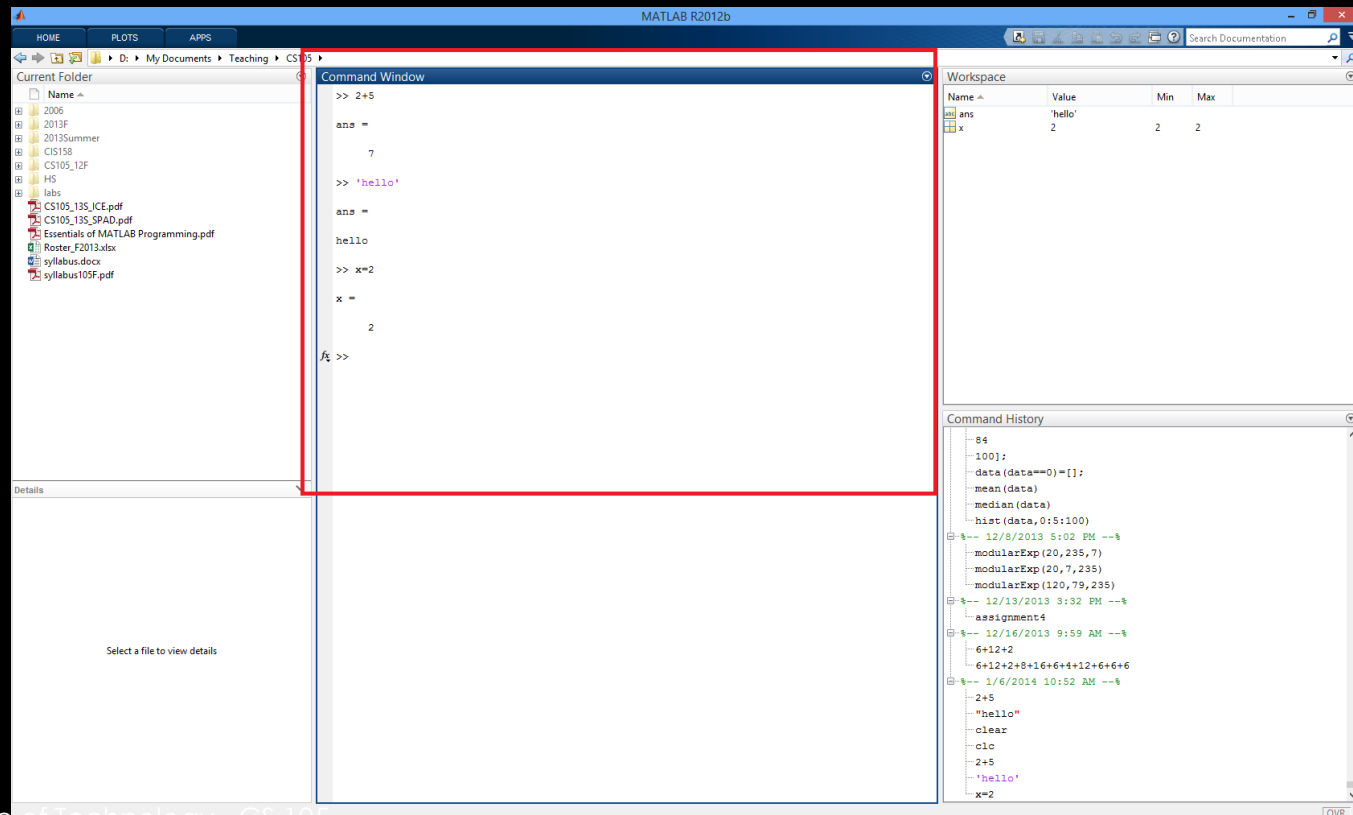 MATLAB R2012b
HOME PLOTS APPS
Search Documentation
D: My Documents Teaching CS105
Current Folder
Name
2006
2013F
2013Summer
CIS158
CS105_12F
HS
labs
CS105_13S_ICE.pdf
CS105_13S_SPAD.pdf
Essentials of MATLAB Programming.pdf
Roster_F2013.xlsx
syllabus.docx
syllabus105F.pdf
Details
Select a file to view details
Command Window
>> 2+5
ans =
7
>> 'hello'
ans =
hello
>> x=2
x =
2
fx >>
Workspace
Name Value Min Max
abc ans 'hello'
x 2 2 2
Command History
84
100];
data(data==0)=[];
mean(data)
median(data)
hist(data,0:5:100)
%-- 12/8/2013 5:02 PM --%
modularExp(20,235,7)
modularExp(20,7,235)
modularExp(120,79,235)
%-- 12/13/2013 3:32 PM --%
assignment4
%-- 12/16/2013 9:59 AM --%
6+12+2
6+12+2+8+16+6+4+12+6+6+6
%-- 1/6/2014 10:52 AM --%
2+5
"hello"
clear
clc
2+5
'hello'
x=2
OVR